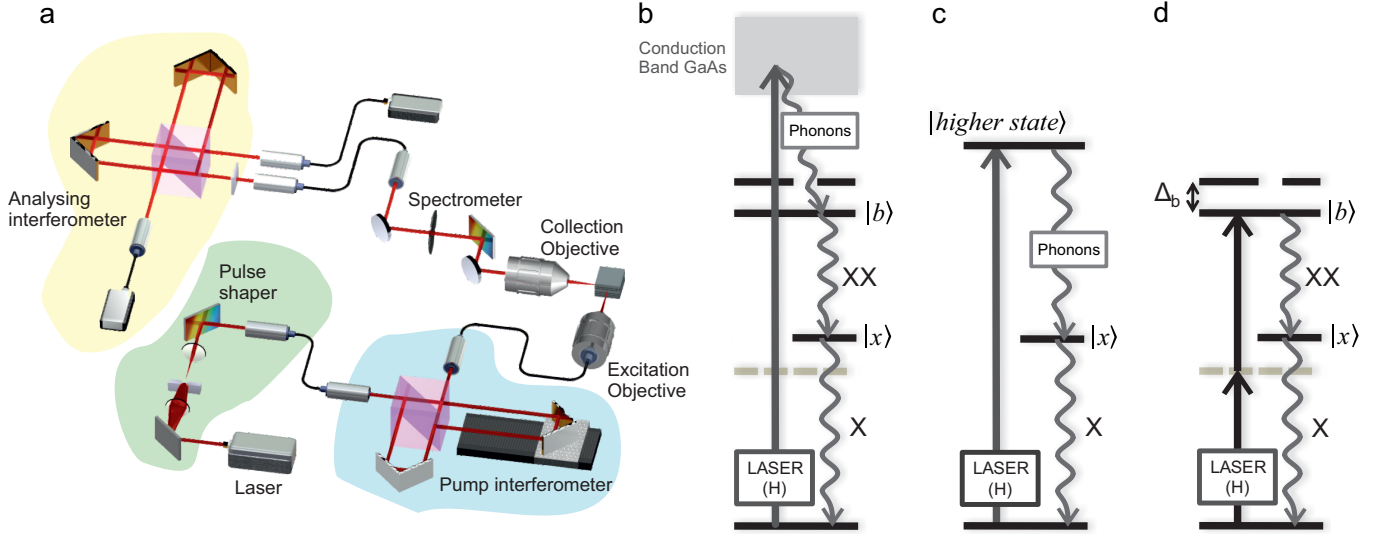 a
Analysing
interferometer
Spectrometer
Collection
Objective
Pulse
shaper
Laser
Pump interferometer
Excitation
Objective
b
Conduction
Band GaAs
Phonons
|b⟩
XX
|x⟩
X
LASER
(H)
c
|higher state⟩
Phonons
|x⟩
X
LASER
(H)
d
Δb
|b⟩
XX
|x⟩
X
LASER
(H)